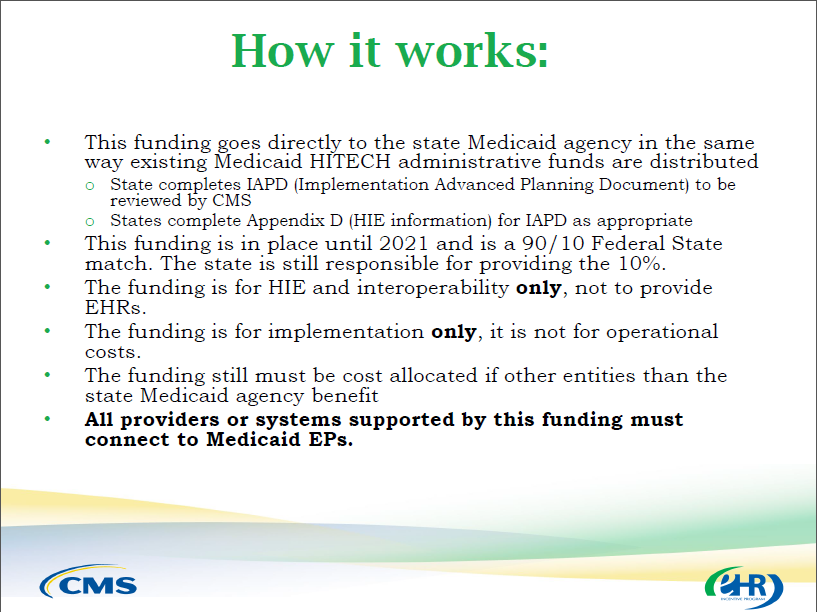 How it works:
• This funding goes directly to the state Medicaid agency in the same
way existing Medicaid HITECH administrative funds are distributed
o State completes IAPD (Implementation Advanced Planning Document) to be
reviewed by CMS
o States complete Appendix D (HIE information) for IAPD as appropriate
• This funding is in place until 2021 and is a 90/10 Federal State
match. The state is still responsible for providing the 10%.
• The funding is for HIE and interoperability only, not to provide
EHRs.
• The funding is for implementation only, it is not for operational
costs.
• The funding still must be cost allocated if other entities than the
state Medicaid agency benefit
• All providers or systems supported by this funding must
connect to Medicaid EPs.
CMS
eHR
INCENTIVE PROGRAM